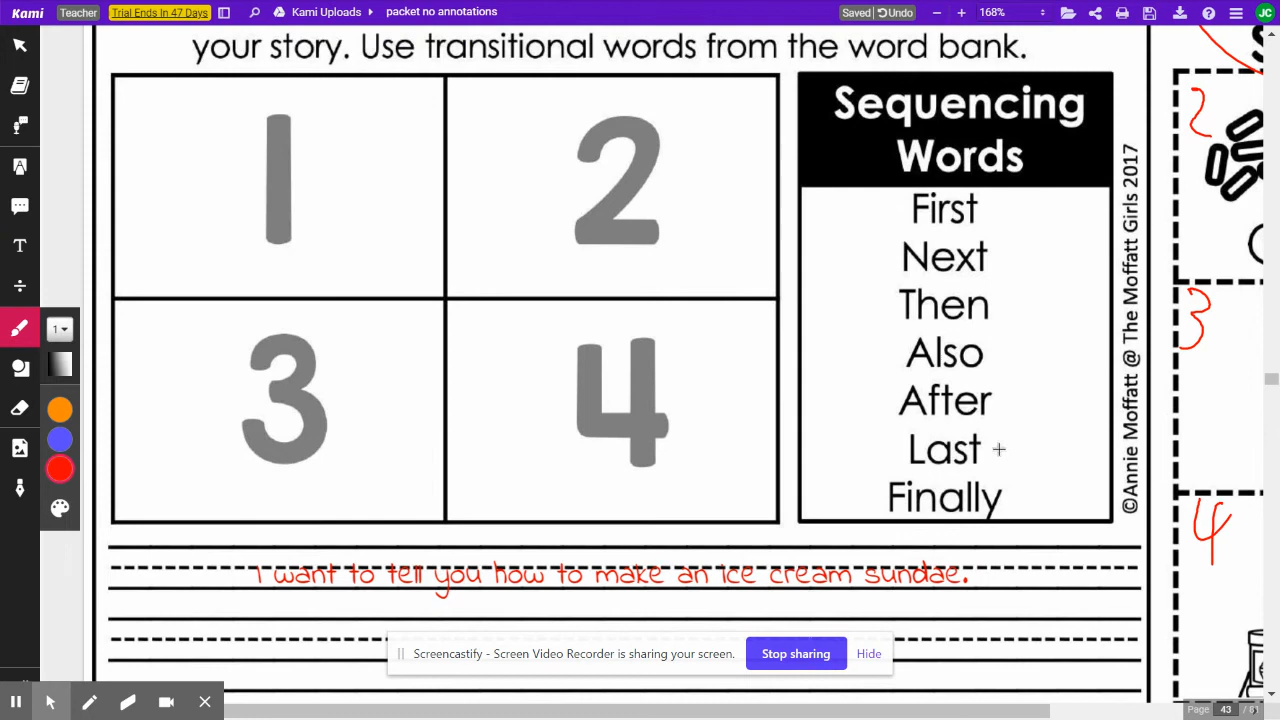 Kami Teacher Trial Ends In 47 Days Kami Uploads packet no annotations Saved Undo 168% JC
your story. Use transitional words from the word bank.
1 2
3 4
Sequencing
Words
First
Next
Then
Also
After
Last
Finally
©Annie Moffatt @ The Moffatt Girls 2017
2
3
4
T
1
I want to tell you how to make an ice cream sundae.
Screencastify - Screen Video Recorder is sharing your screen. Stop sharing Hide
Page 43 / 81